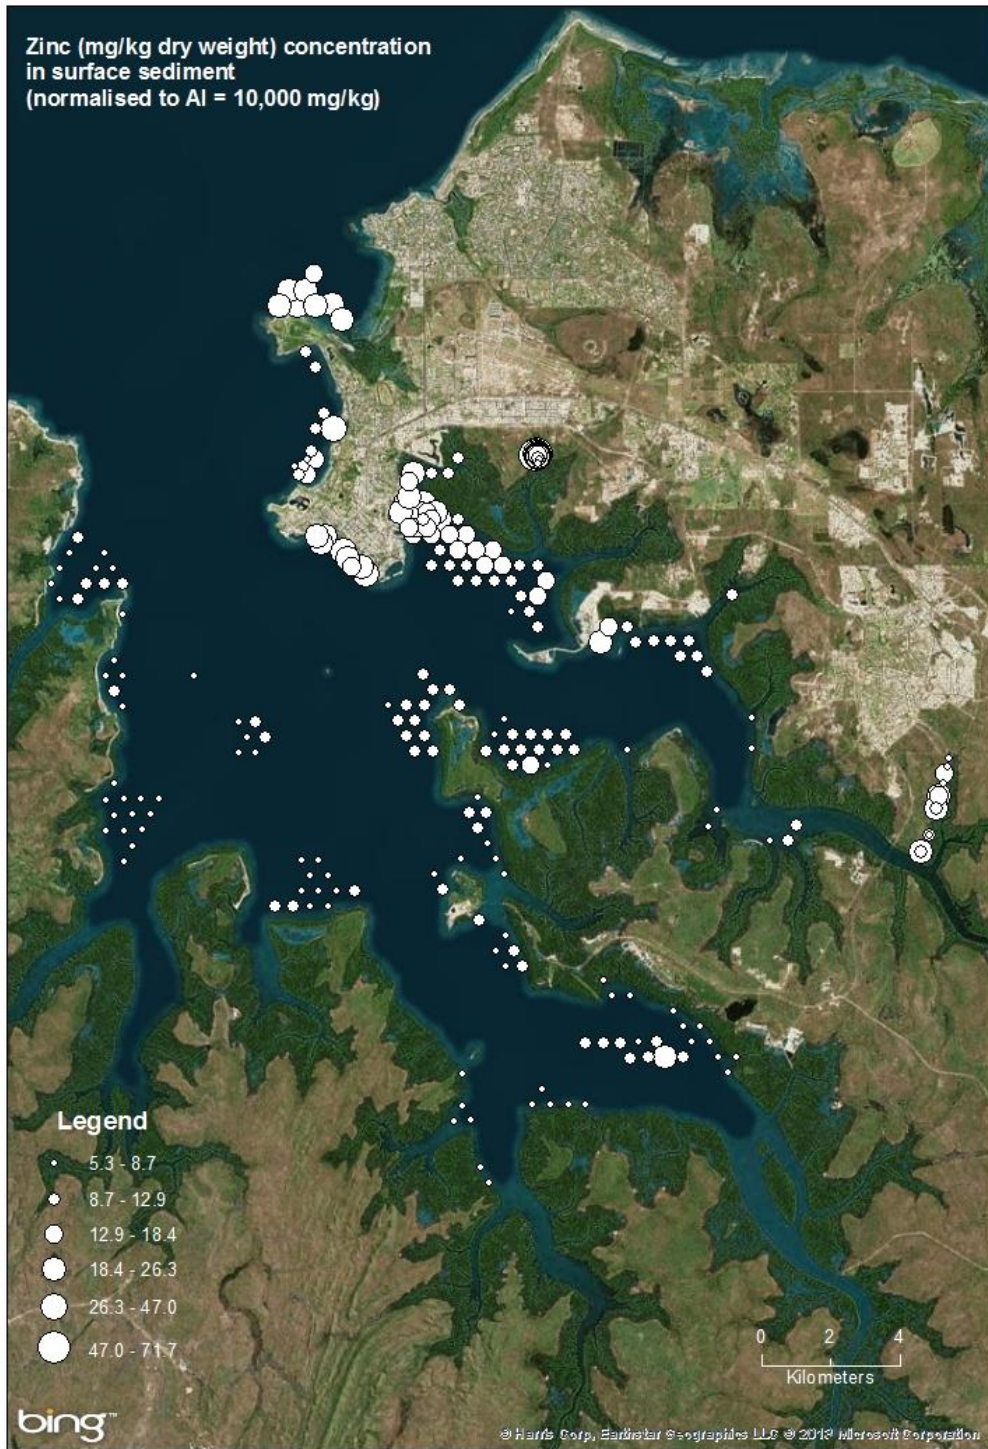 Zinc (mg/kg dry weight) concentration
in surface sediment
(normalised to Al = 10,000 mg/kg)
Legend
5.3 - 8.7
8.7 - 12.9
12.9 - 18.4
18.4 - 26.3
26.3 - 47.0
47.0 - 71.7
0 2 4
Kilometers
bing™
© Harris Corp, Earthstar Geographics LLC © 2013 Microsoft Corporation